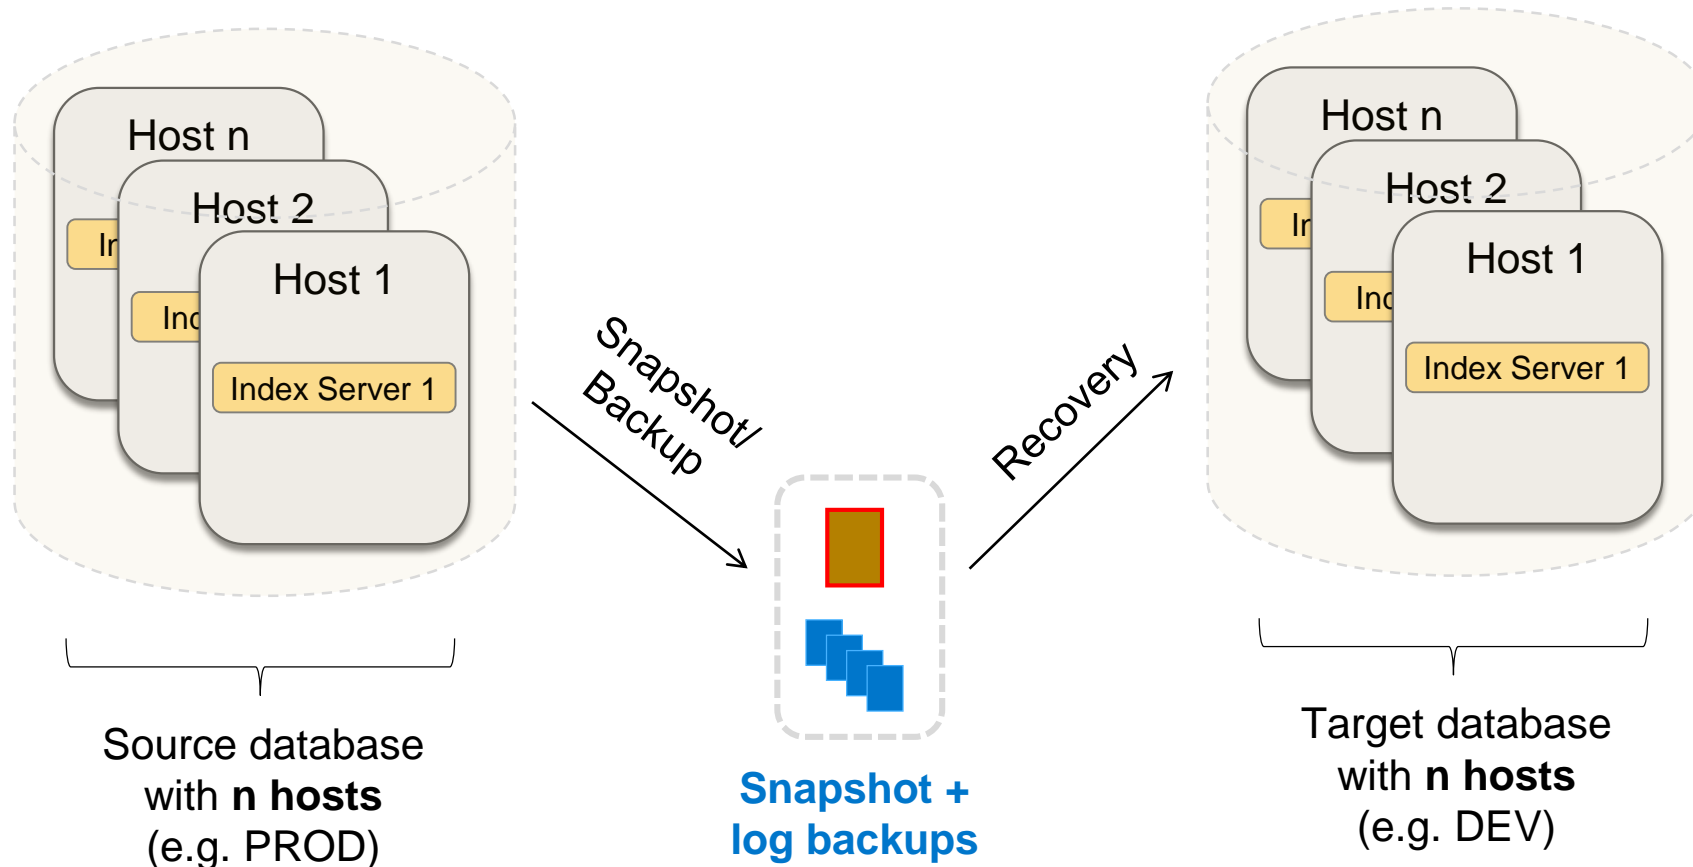 Host n
Host 2
Host 1
Index Server 1
Source database
with n hosts
(e.g. PROD)
Snapshot/
Backup
Recovery
Snapshot +
log backups
Host n
Host 2
Host 1
Index Server 1
Target database
with n hosts
(e.g. DEV)